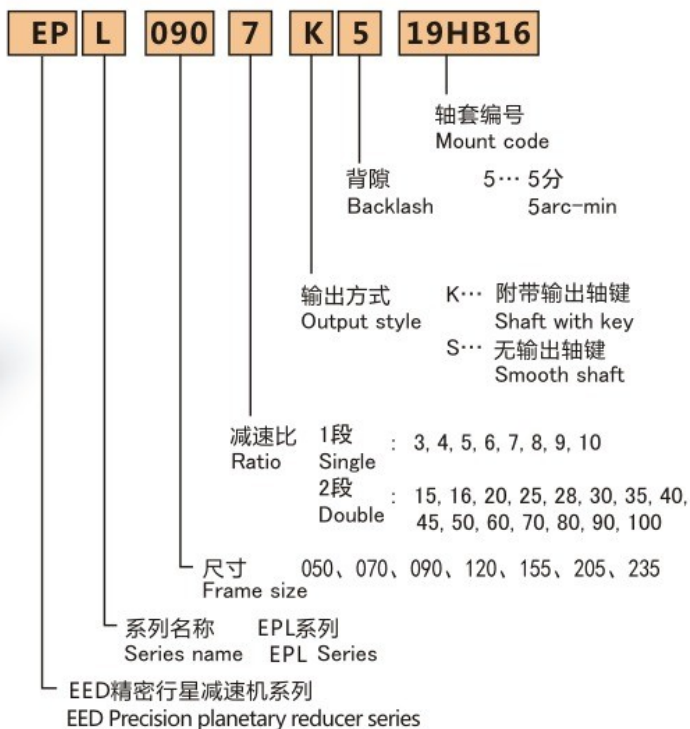 EP L 090 7 K 5 19HB16
轴套编号
Mount code
背隙 5… 5分
Backlash 5arc-min
输出方式 K… 附带输出轴键
Output style Shaft with key
S… 无输出轴键
Smooth shaft
减速比 1段 : 3, 4, 5, 6, 7, 8, 9, 10
Ratio Single
2段 : 15, 16, 20, 25, 28, 30, 35, 40,
Double 45, 50, 60, 70, 80, 90, 100
尺寸 050、070、090、120、155、205、235
Frame size
系列名称 EPL系列
Series name EPL Series
EED精密行星减速机系列
EED Precision planetary reducer series